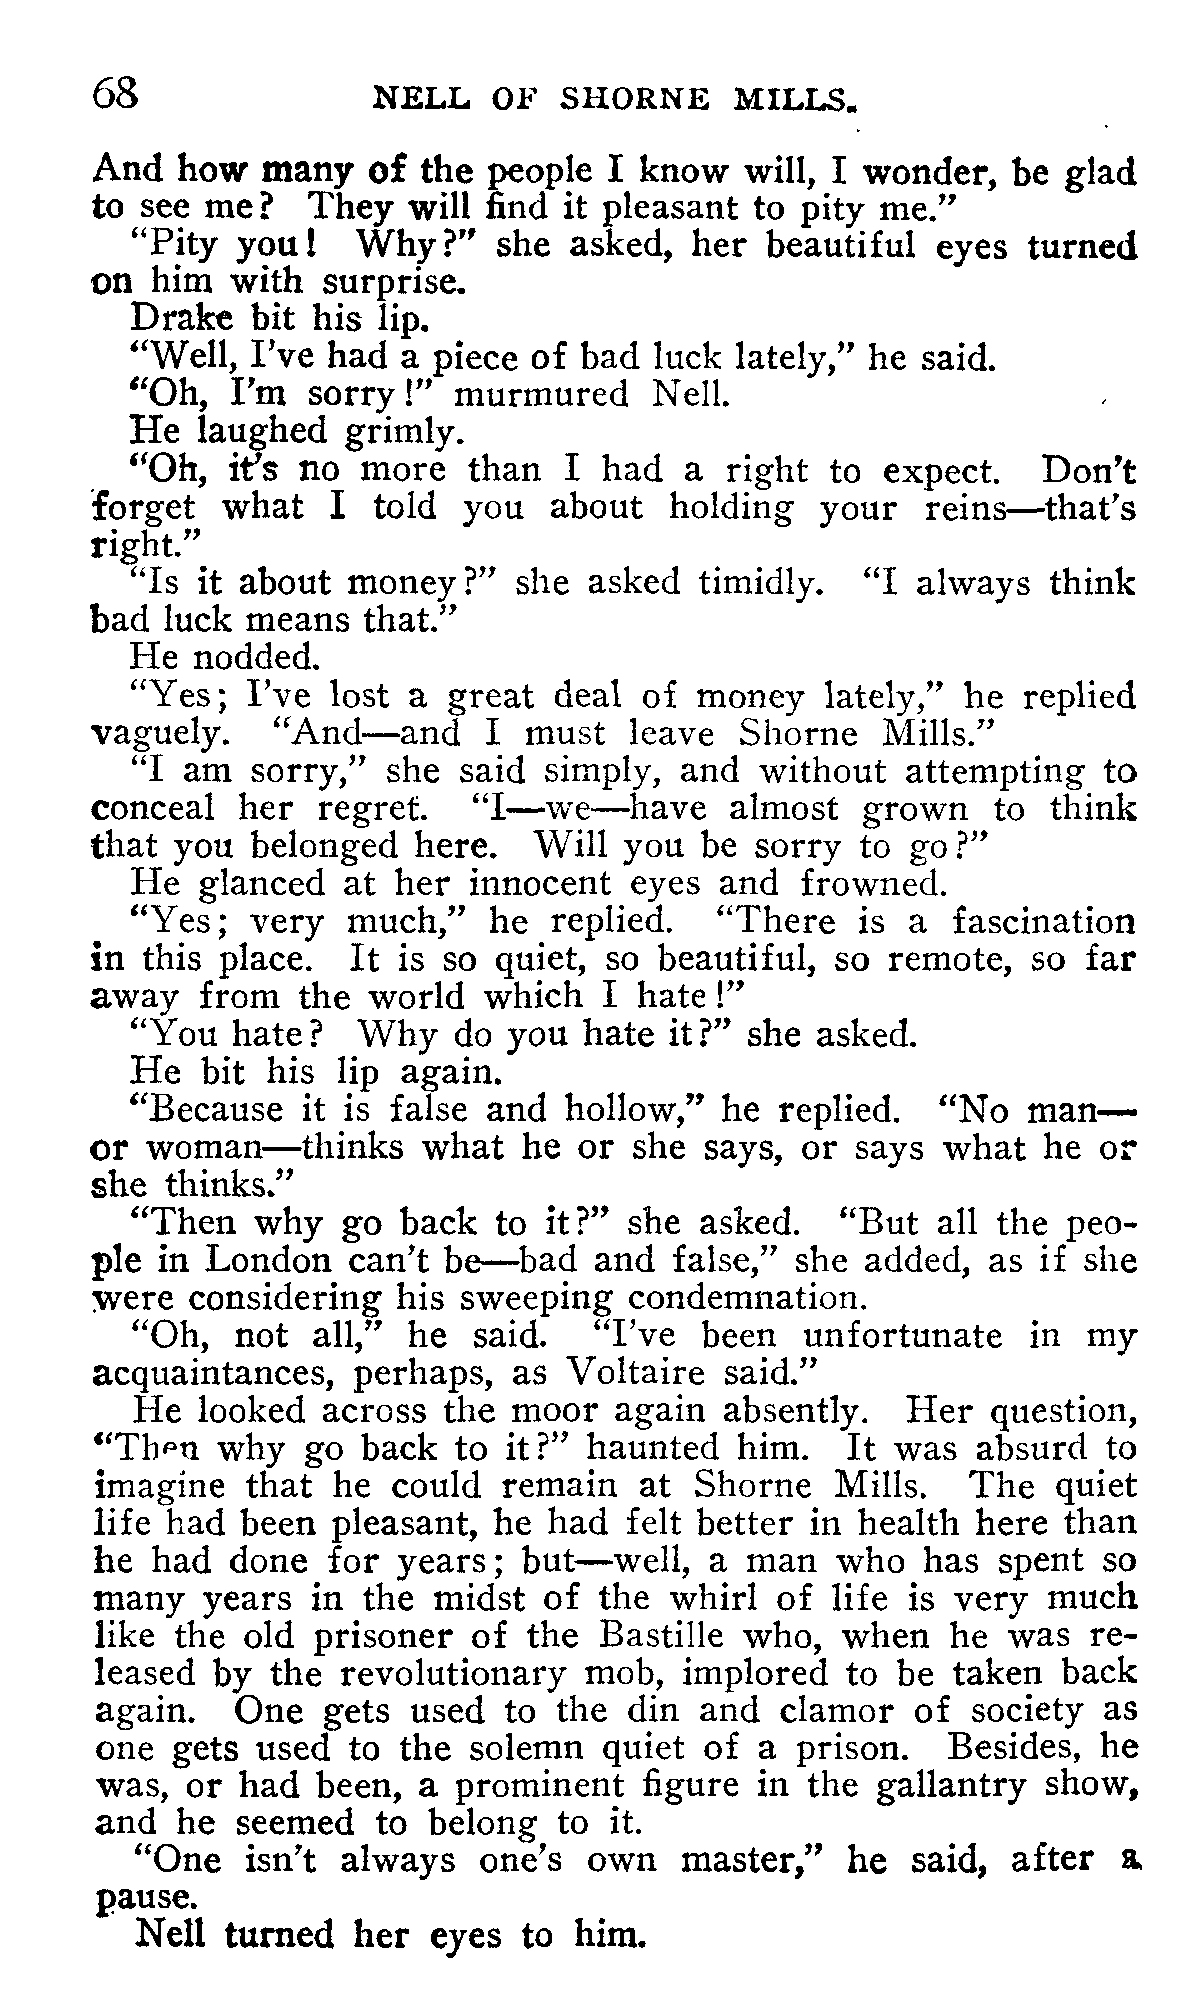 68 NELL OF SHORNE MILLS.
And how many of the people I know will, I wonder, be glad
to see me? They will find it pleasant to pity me."
"Pity you! Why?" she asked, her beautiful eyes turned
on him with surprise.
Drake bit his lip.
"Well, I've had a piece of bad luck lately," he said.
"Oh, I'm sorry!" murmured Nell.
He laughed grimly.
"Oh, it's no more than I had a right to expect. Don't
forget what I told you about holding your reins—that's
right."
"Is it about money?" she asked timidly. "I always think
bad luck means that."
He nodded.
"Yes; I've lost a great deal of money lately," he replied
vaguely. "And—and I must leave Shorne Mills."
"I am sorry," she said simply, and without attempting to
conceal her regret. "I—we—have almost grown to think
that you belonged here. Will you be sorry to go?"
He glanced at her innocent eyes and frowned.
"Yes; very much," he replied. "There is a fascination
in this place. It is so quiet, so beautiful, so remote, so far
away from the world which I hate!"
"You hate? Why do you hate it?" she asked.
He bit his lip again.
"Because it is false and hollow," he replied. "No man—
or woman—thinks what he or she says, or says what he or
she thinks."
"Then why go back to it?" she asked. "But all the peo-
ple in London can't be—bad and false," she added, as if she
were considering his sweeping condemnation.
"Oh, not all," he said. "I've been unfortunate in my
acquaintances, perhaps, as Voltaire said."
He looked across the moor again absently. Her question,
"Then why go back to it?" haunted him. It was absurd to
imagine that he could remain at Shorne Mills. The quiet
life had been pleasant, he had felt better in health here than
he had done for years; but—well, a man who has spent so
many years in the midst of the whirl of life is very much
like the old prisoner of the Bastille who, when he was re-
leased by the revolutionary mob, implored to be taken back
again. One gets used to the din and clamor of society as
one gets used to the solemn quiet of a prison. Besides, he
was, or had been, a prominent figure in the gallantry show,
and he seemed to belong to it.
"One isn't always one's own master," he said, after a
pause.
Nell turned her eyes to him.